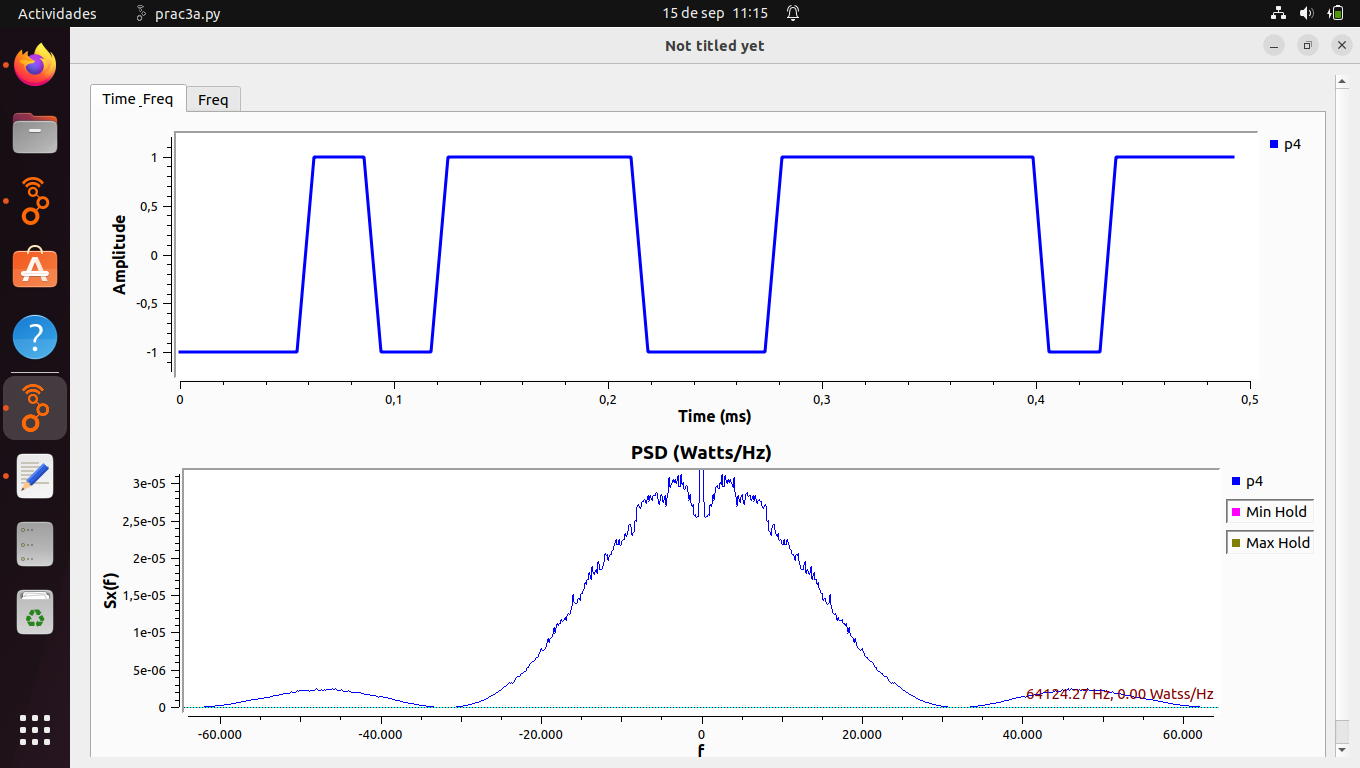 Actividades
prac3a.py
15 de sep 11:15
Not titled yet
Time_Freq
Freq
p4
Amplitude
1
0,5
0
-0,5
-1
0 0,1 0,2 0,3 0,4 0,5
Time (ms)
PSD (Watts/Hz)
p4
Min Hold
Max Hold
Sx(f)
3e-05
2,5e-05
2e-05
1,5e-05
1e-05
5e-06
0
64124.27 Hz, 0.00 Watss/Hz
-60.000 -40.000 -20.000 0 20.000 40.000 60.000
f